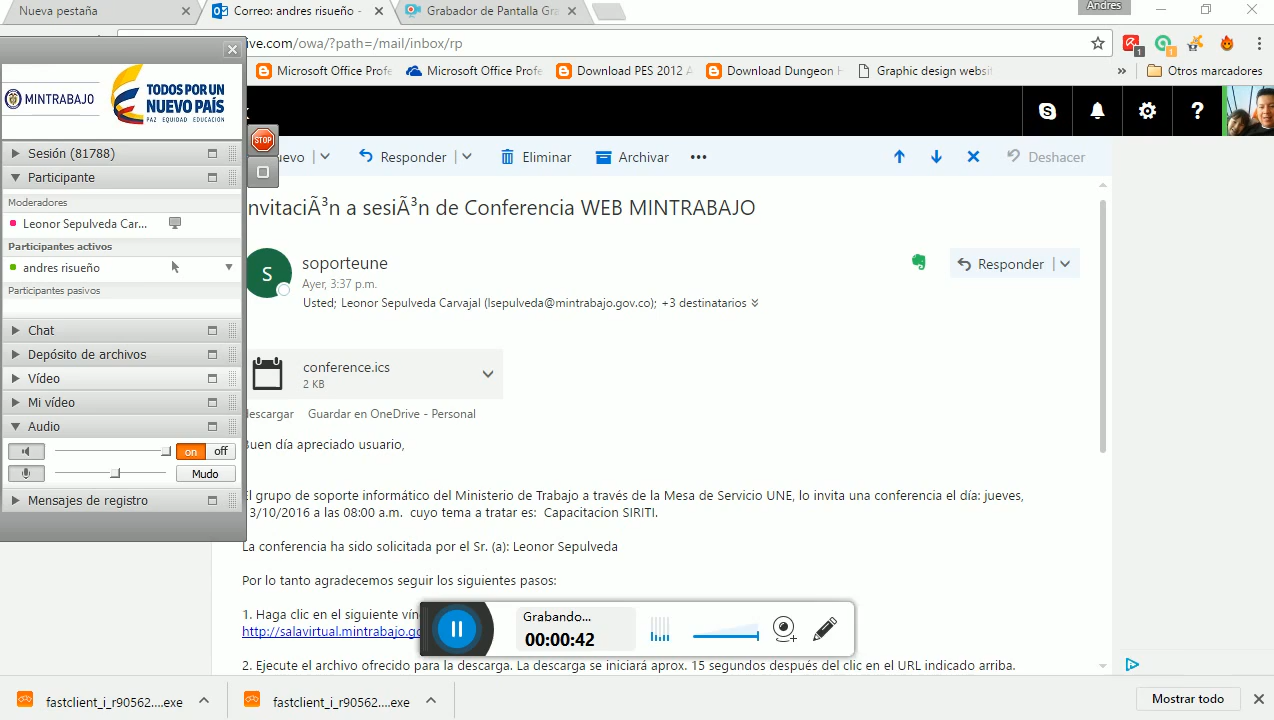 Nueva pestaña
Correo: andres risueño -
Grabador de Pantalla Gra
Andres
ive.com/owa/?path=/mail/inbox/rp
1
1
Microsoft Office Profe
Microsoft Office Profe
Download PES 2012 A
Download Dungeon H
Graphic design websit
»
Otros marcadores
MINTRABAJO
TODOS POR UN
NUEVO PAÍS
PAZ EQUIDAD EDUCACIÓN
STOP
Sesión (81788)
Participante
Moderadores
Leonor Sepulveda Car...
Participantes activos
andres risueño
Participantes pasivos
Chat
Depósito de archivos
Vídeo
Mi vídeo
Audio
on off
Mudo
Mensajes de registro
uevo
Responder
Eliminar
Archivar
•••
Deshacer
nvitaciÃ³n a sesiÃ³n de Conferencia WEB MINTRABAJO
S
soporteune
Ayer, 3:37 p.m.
Usted; Leonor Sepulveda Carvajal (lsepulveda@mintrabajo.gov.co); +3 destinatarios
Responder
conference.ics
2 KB
escargar Guardar en OneDrive - Personal
Buen día apreciado usuario,
El grupo de soporte informático del Ministerio de Trabajo a través de la Mesa de Servicio UNE, lo invita una conferencia el día: jueves,
3/10/2016 a las 08:00 a.m. cuyo tema a tratar es: Capacitacion SIRITI.
La conferencia ha sido solicitada por el Sr. (a): Leonor Sepulveda
Por lo tanto agradecemos seguir los siguientes pasos:
1. Haga clic en el siguiente vín
http://salavirtual.mintrabajo.go
2. Ejecute el archivo ofrecido para la descarga. La descarga se iniciará aprox. 15 segundos después del clic en el URL indicado arriba.
Grabando...
00:00:42
fastclient_i_r90562....exe
fastclient_i_r90562....exe
Mostrar todo